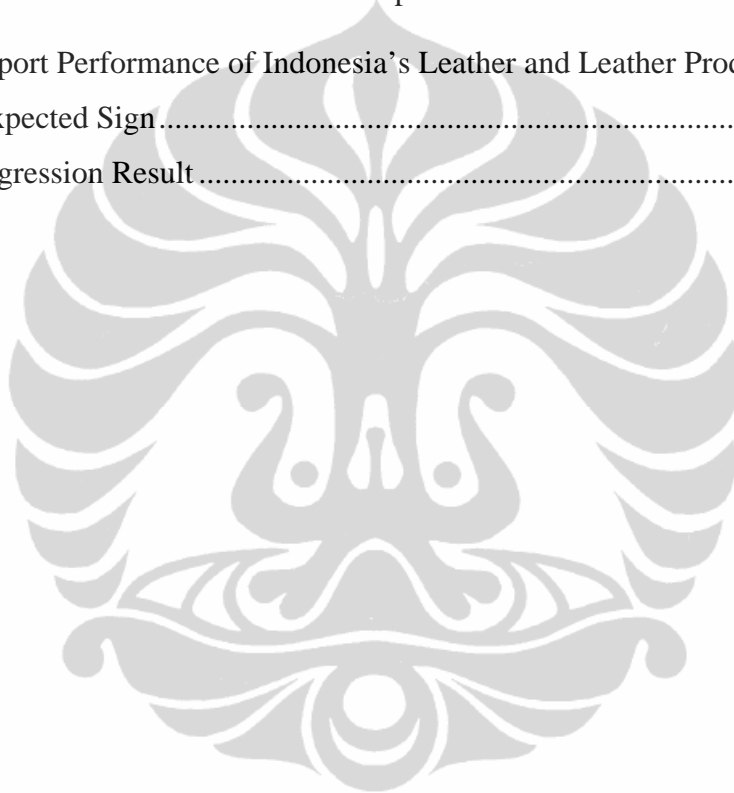 port Performance of Indonesia's Leather and Leather Proc
xpected Sign.......................................................................
gression Result..................................................................